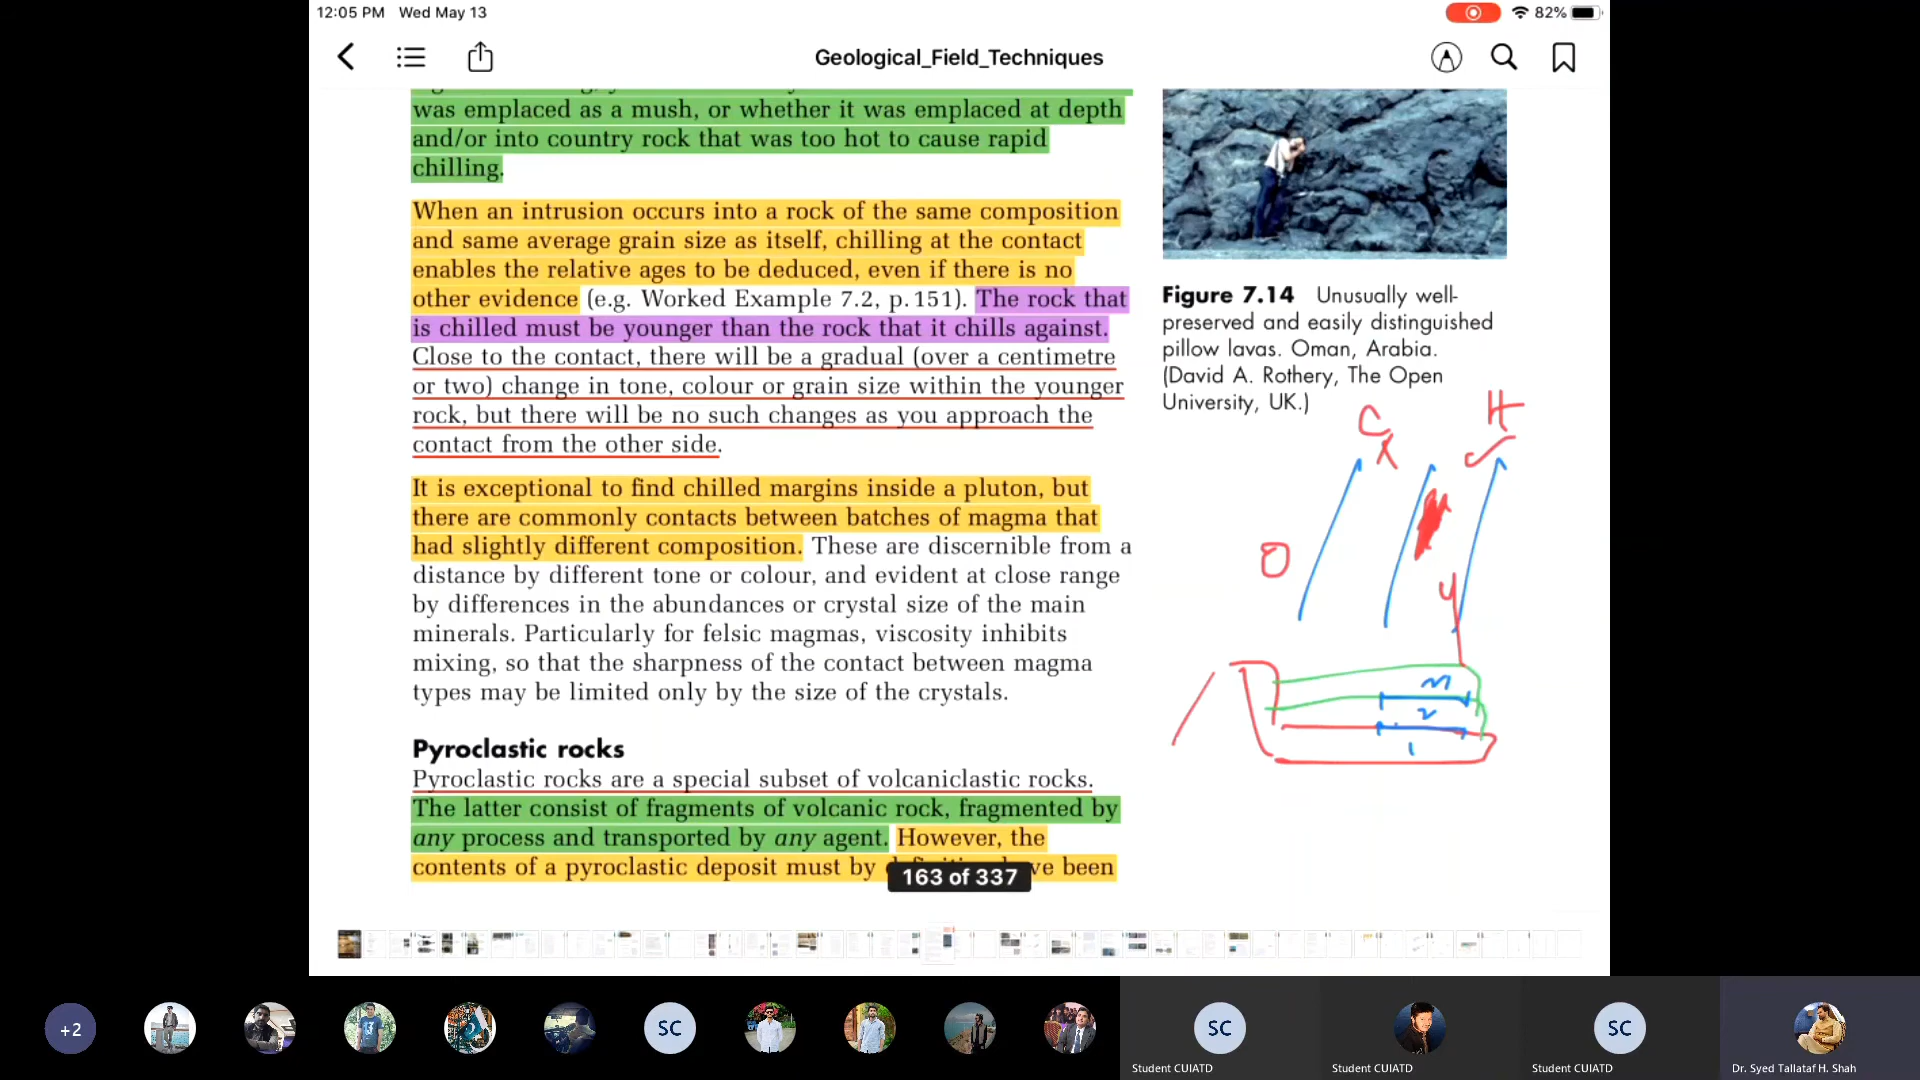 12:05 PM Wed May 13
82%
Geological_Field_Techniques
was emplaced as a mush, or whether it was emplaced at depth
and/or into country rock that was too hot to cause rapid
chilling.
When an intrusion occurs into a rock of the same composition
and same average grain size as itself, chilling at the contact
enables the relative ages to be deduced, even if there is no
other evidence (e.g. Worked Example 7.2, p.151). The rock that
is chilled must be younger than the rock that it chills against.
Close to the contact, there will be a gradual (over a centimetre
or two) change in tone, colour or grain size within the younger
rock, but there will be no such changes as you approach the
contact from the other side.
It is exceptional to find chilled margins inside a pluton, but
there are commonly contacts between batches of magma that
had slightly different composition. These are discernible from a
distance by different tone or colour, and evident at close range
by differences in the abundances or crystal size of the main
minerals. Particularly for felsic magmas, viscosity inhibits
mixing, so that the sharpness of the contact between magma
types may be limited only by the size of the crystals.
Pyroclastic rocks
Pyroclastic rocks are a special subset of volcaniclastic rocks.
The latter consist of fragments of volcanic rock, fragmented by
any process and transported by any agent. However, the
contents of a pyroclastic deposit must by
been
163 of 337
Figure 7.14 Unusually well-
preserved and easily distinguished
pillow lavas. Oman, Arabia.
(David A. Rothery, The Open
University, UK.)
C H
O
y
2
1
+2
SC
SC
SC
Student CUIATD
Student CUIATD
Student CUIATD
Dr. Syed Tallataf H. Shah